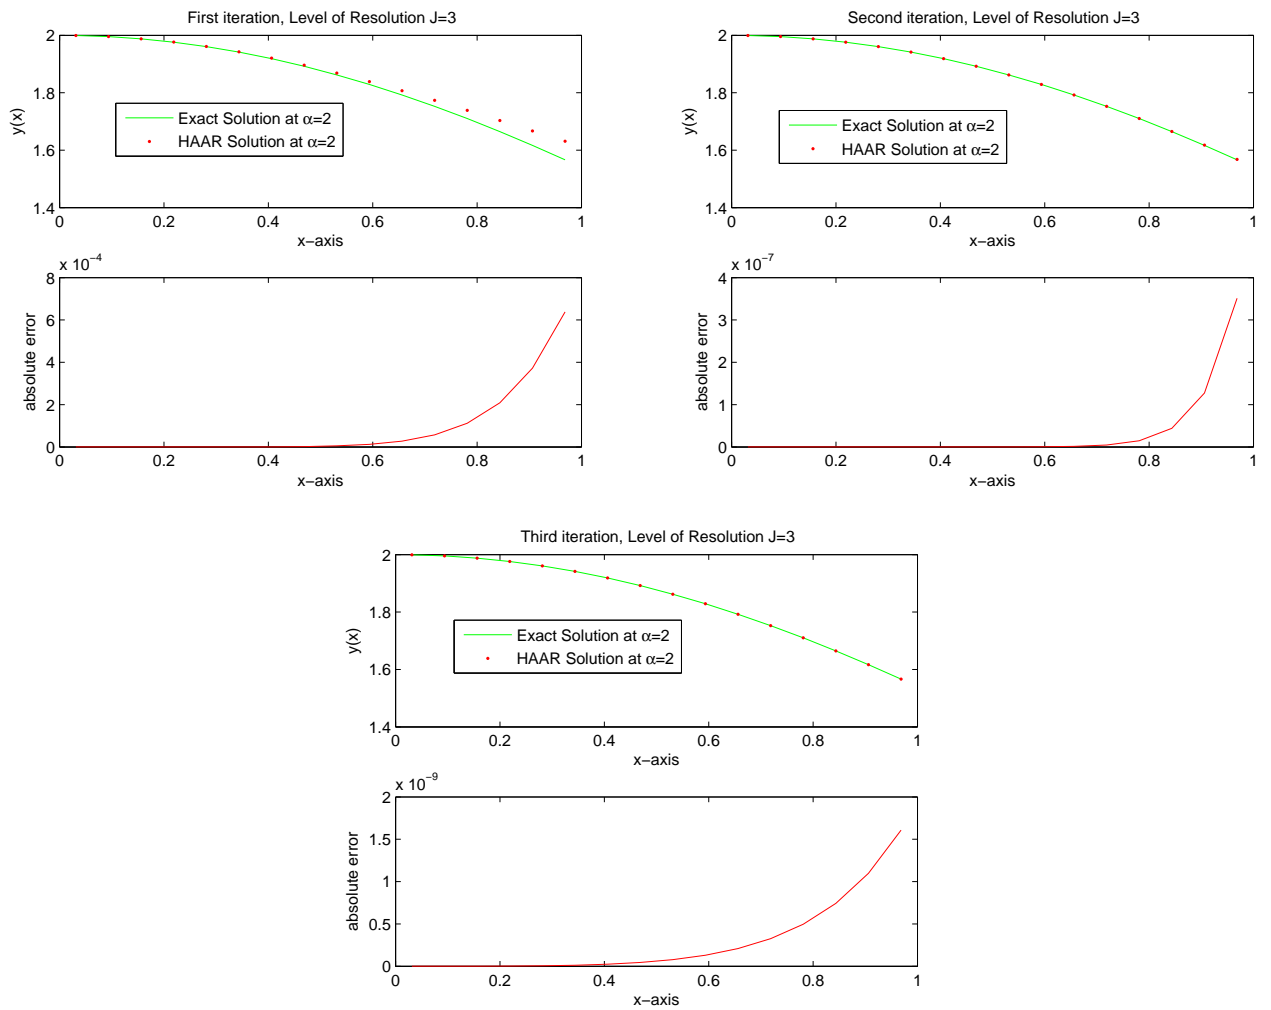 First iteration, Level of Resolution J=3
2
1.8
1.6
1.4
y(x)
Exact Solution at α=2
HAAR Solution at α=2
0 0.2 0.4 0.6 0.8 1
x−axis
x 10−4
8
6
4
2
0
absolute error
0 0.2 0.4 0.6 0.8 1
x−axis
Second iteration, Level of Resolution J=3
2
1.8
1.6
1.4
y(x)
Exact Solution at α=2
HAAR Solution at α=2
0 0.2 0.4 0.6 0.8 1
x−axis
x 10−7
4
3
2
1
0
absolute error
0 0.2 0.4 0.6 0.8 1
x−axis
Third iteration, Level of Resolution J=3
2
1.8
1.6
1.4
y(x)
Exact Solution at α=2
HAAR Solution at α=2
0 0.2 0.4 0.6 0.8 1
x−axis
x 10−9
2
1.5
1
0.5
0
absolute error
0 0.2 0.4 0.6 0.8 1
x−axis